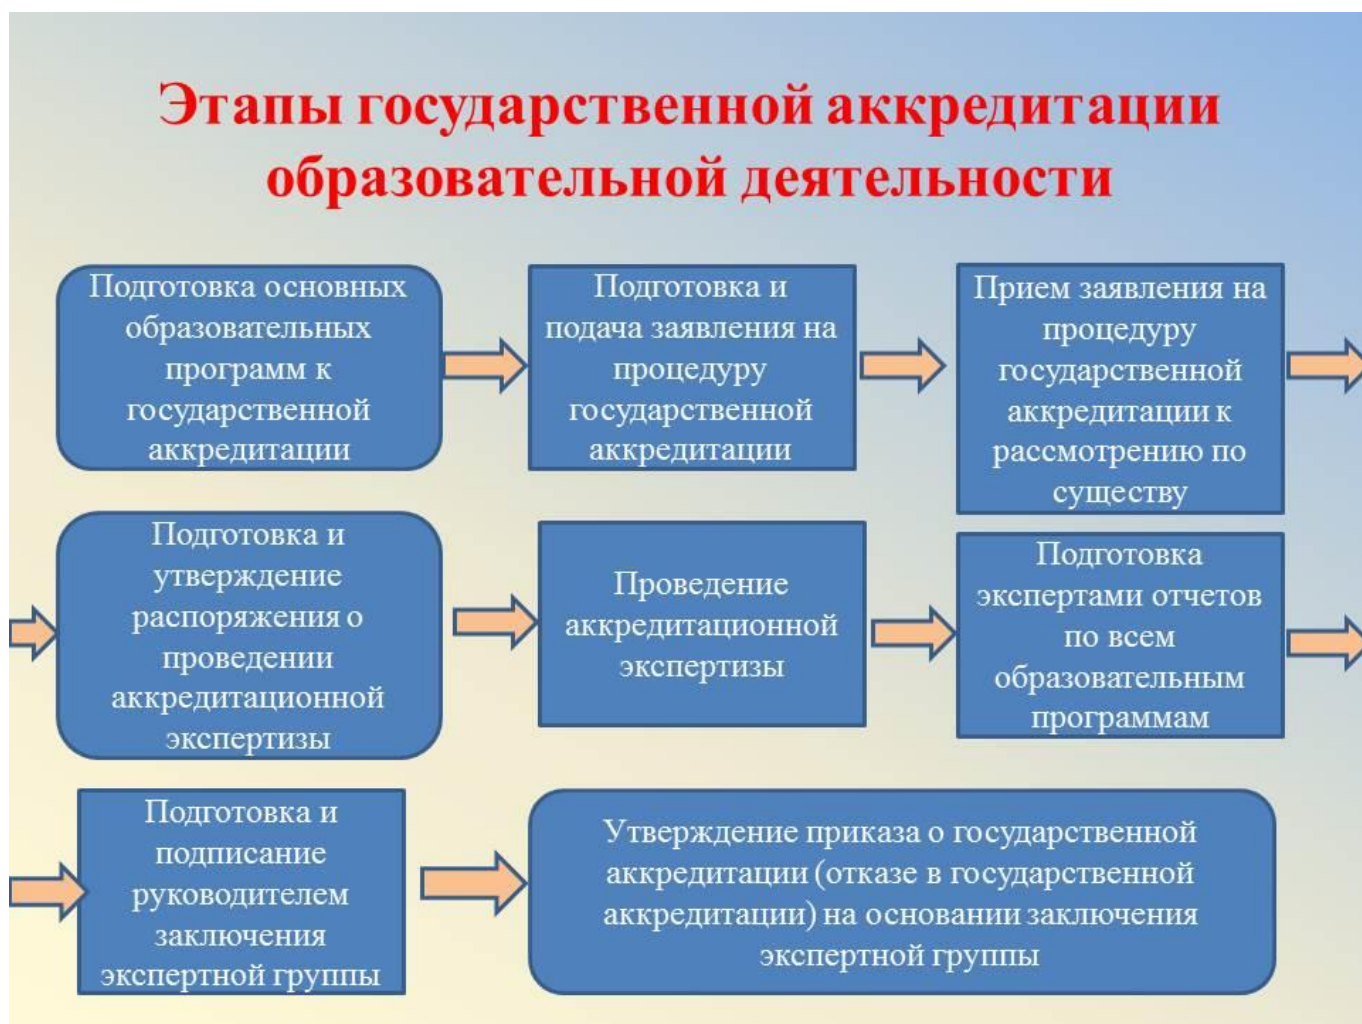 Этапы государственной аккредитации
образовательной деятельности
Подготовка основных
образовательных
программ к
государственной
аккредитации
Подготовка и
подача заявления на
процедуру
государственной
аккредитации
Прием заявления на
процедуру
государственной
аккредитации к
рассмотрению по
существу
Подготовка и
утверждение
распоряжения о
проведении
аккредитационной
экспертизы
Проведение
аккредитационной
экспертизы
Подготовка
экспертами отчетов
по всем
образовательным
программам
Подготовка и
подписание
руководителем
заключения
экспертной группы
Утверждение приказа о государственной
аккредитации (отказе в государственной
аккредитации) на основании заключения
экспертной группы